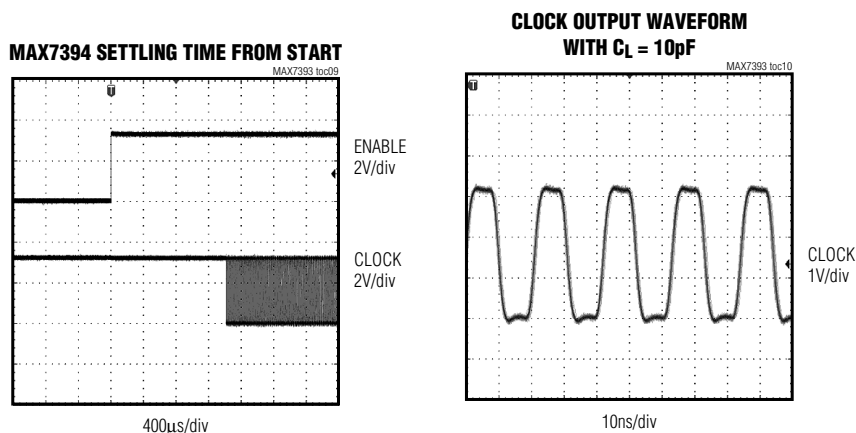 MAX7394 SETTLING TIME FROM START
MAX7393 toc09
T
ENABLE
2V/div
CLOCK
2V/div
400μs/div
CLOCK OUTPUT WAVEFORM
WITH CL = 10pF
MAX7393 toc10
T
CLOCK
1V/div
10ns/div